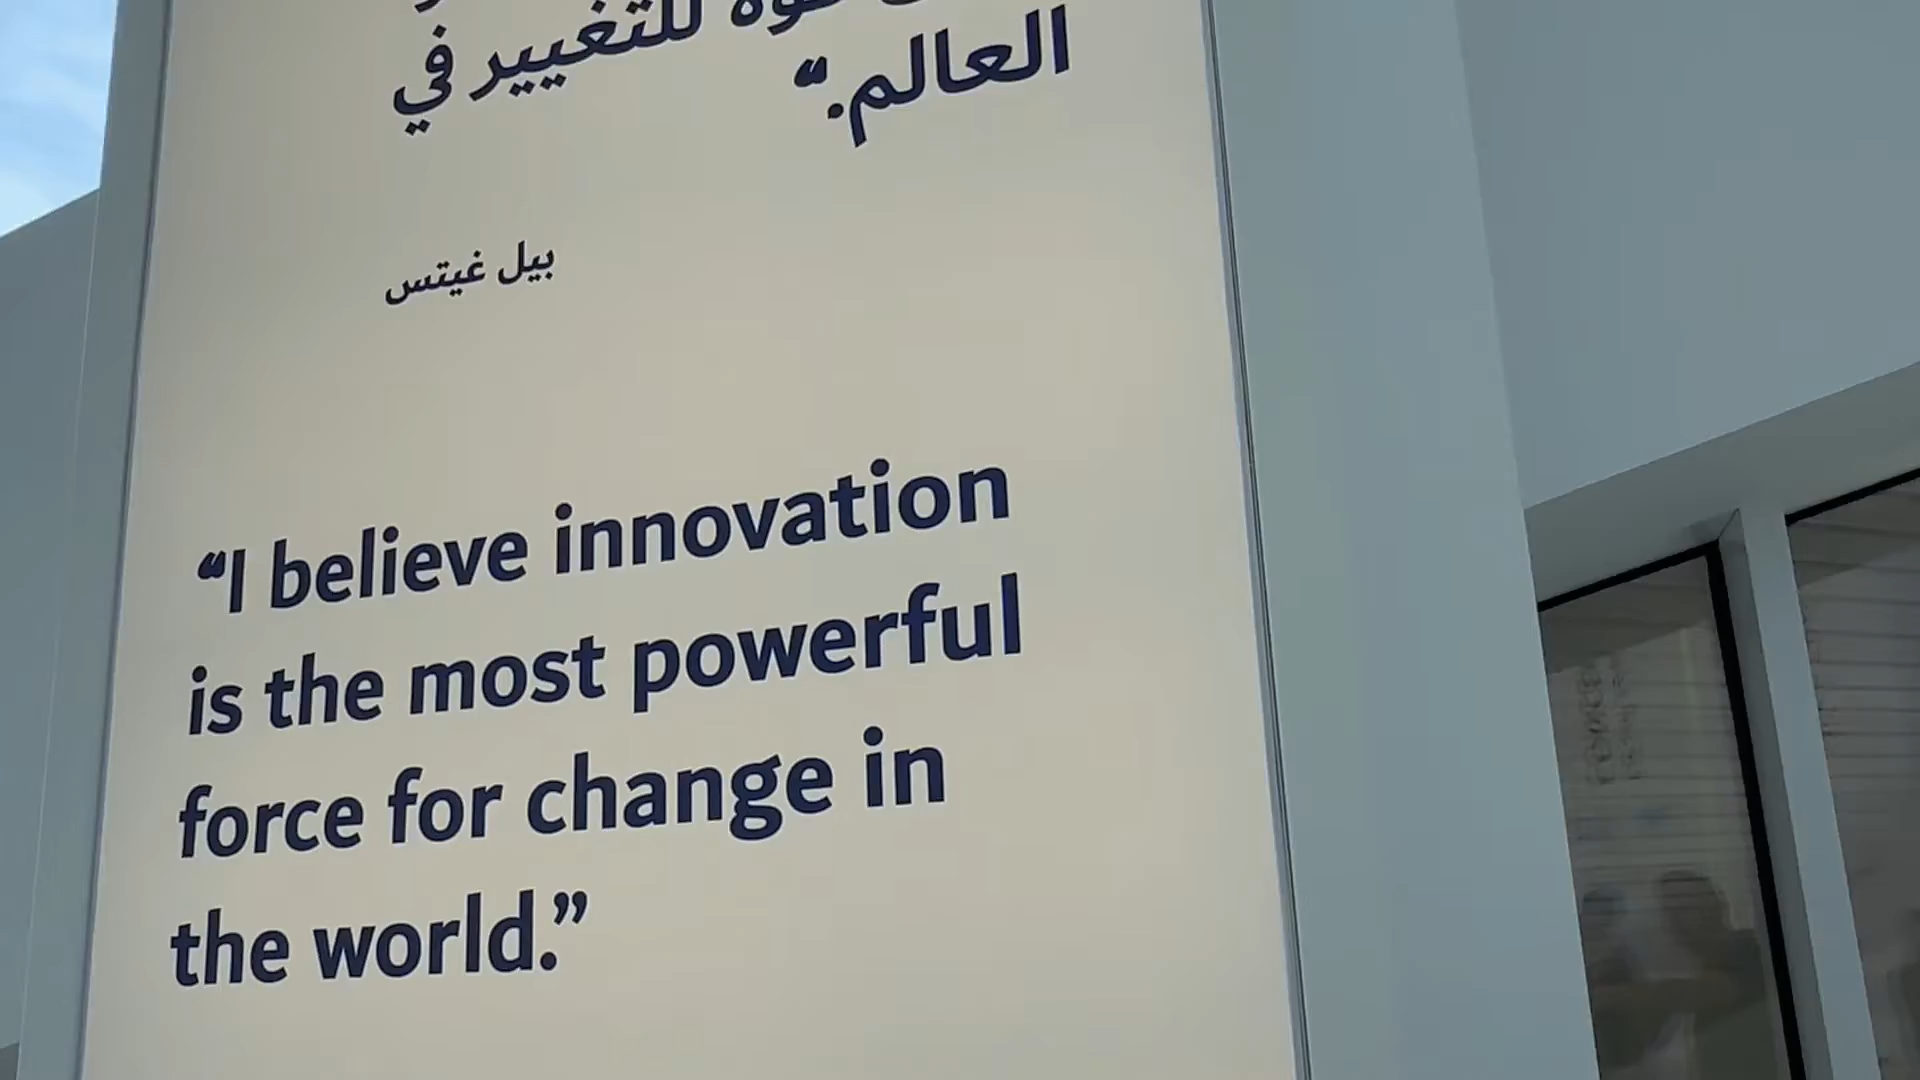 للتغيير في
العالم.“
بيل غيتس
“I believe innovation
is the most powerful
force for change in
the world.”